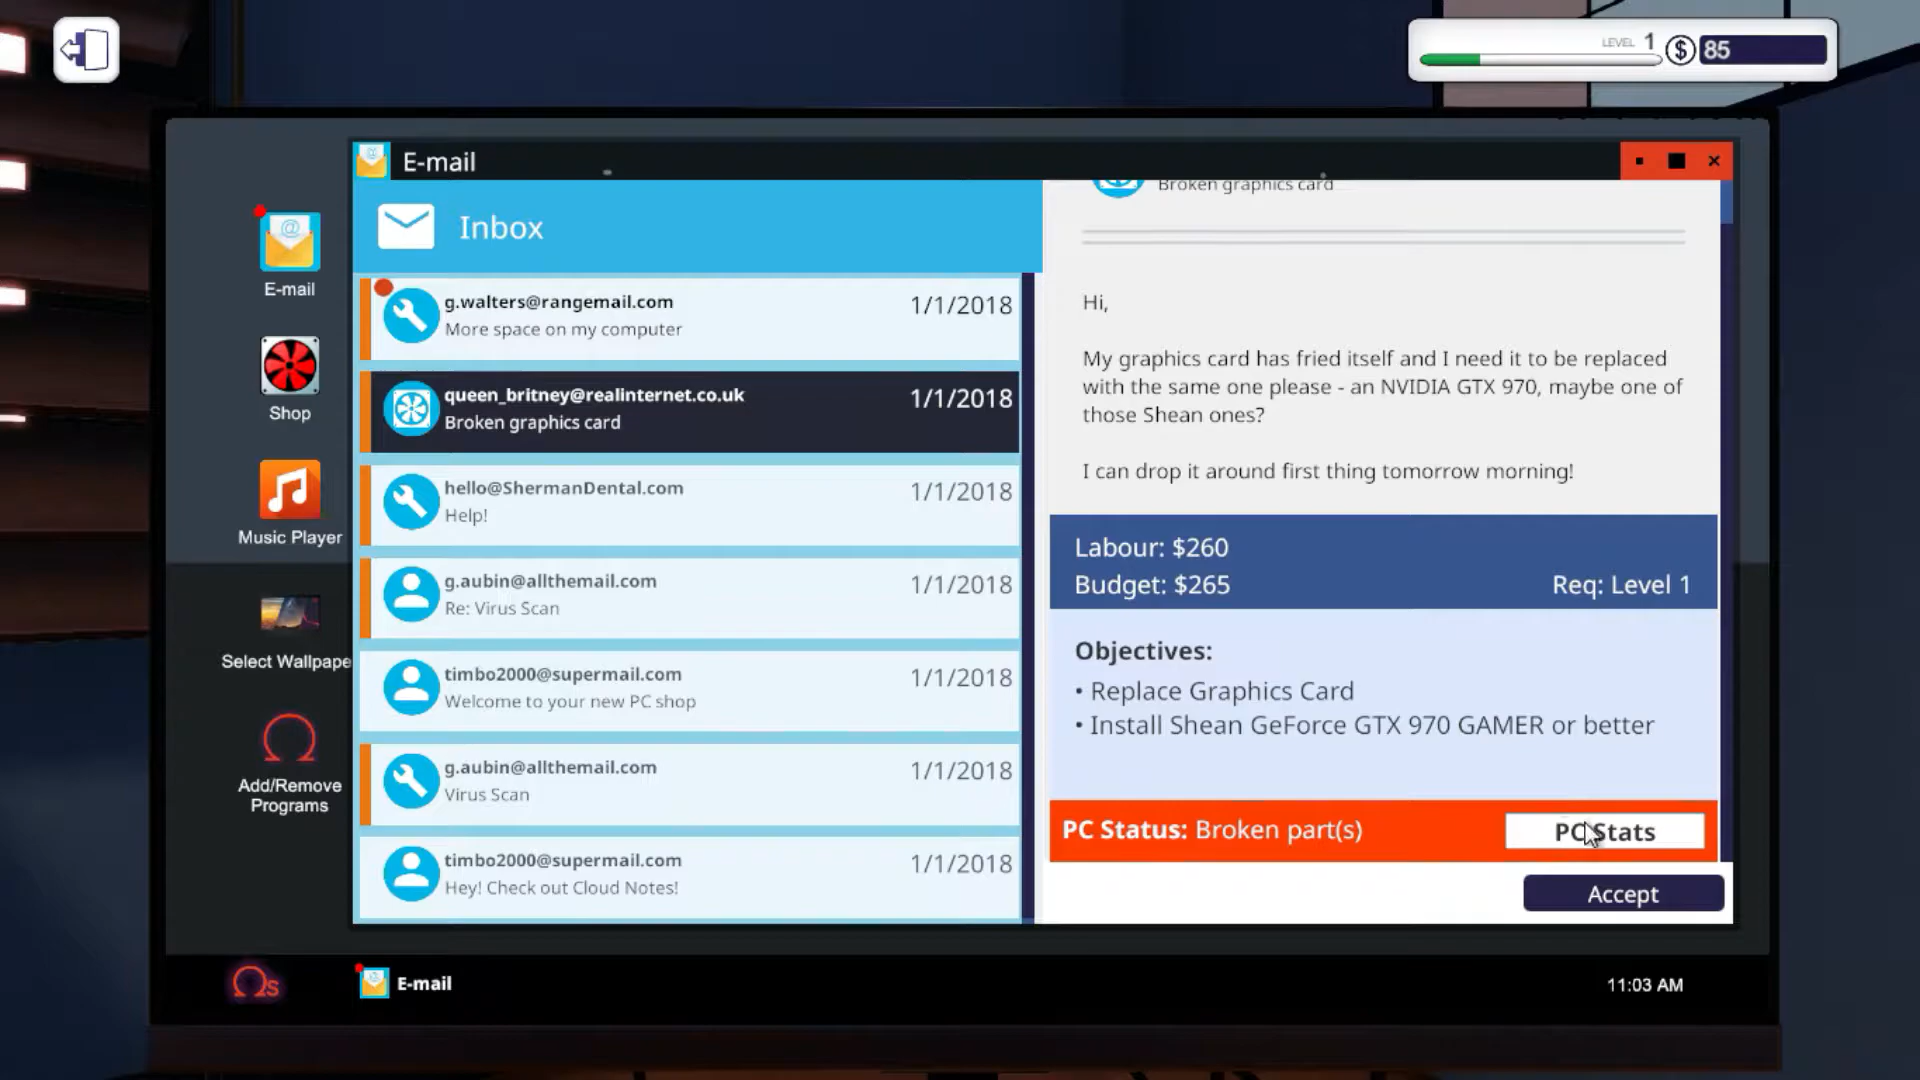 LEVEL 1
$ 85
E-mail
Inbox
g.walters@rangemail.com
1/1/2018
More space on my computer
queen_britney@realinternet.co.uk
1/1/2018
Broken graphics card
hello@ShermanDental.com
1/1/2018
Help!
g.aubin@allthemail.com
1/1/2018
Re: Virus Scan
timbo2000@supermail.com
1/1/2018
Welcome to your new PC shop
g.aubin@allthemail.com
1/1/2018
Virus Scan
timbo2000@supermail.com
1/1/2018
Hey! Check out Cloud Notes!
Broken graphics card
Hi,
My graphics card has fried itself and I need it to be replaced
with the same one please - an NVIDIA GTX 970, maybe one of
those Shean ones?
I can drop it around first thing tomorrow morning!
Labour: $260
Budget: $265
Req: Level 1
Objectives:
• Replace Graphics Card
• Install Shean GeForce GTX 970 GAMER or better
PC Status: Broken part(s)
PC Stats
Accept
E-mail
Shop
Music Player
Select Wallpape
Add/Remove
Programs
Ωs
E-mail
11:03 AM